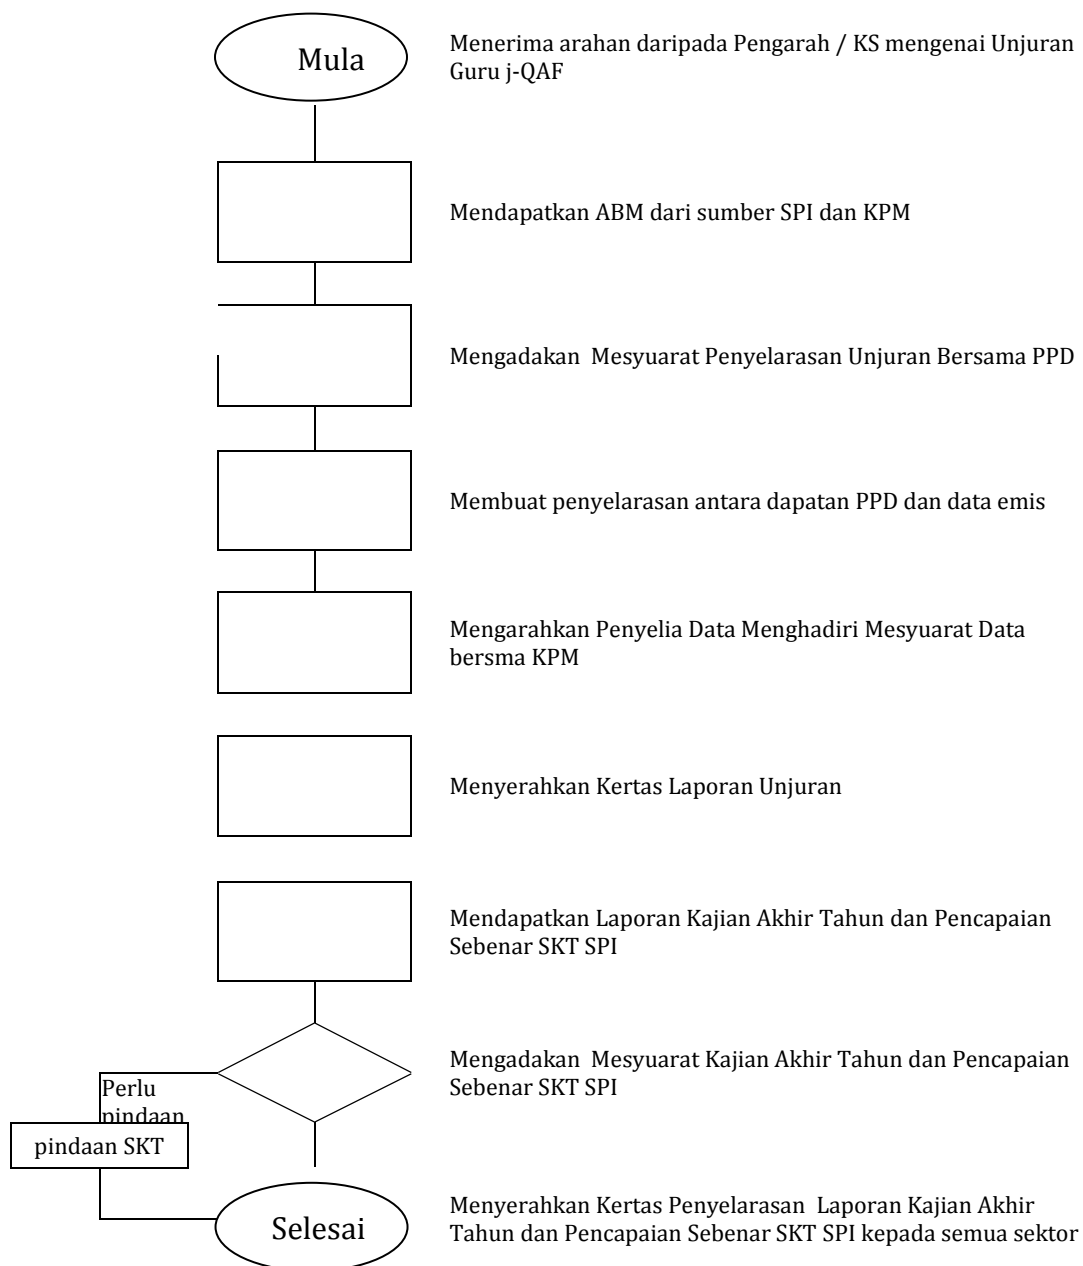 Mula
Menerima arahan daripada Pengarah / KS mengenai Unjuran
Guru j-QAF
Mendapatkan ABM dari sumber SPI dan KPM
Mengadakan  Mesyuarat Penyelarasan Unjuran Bersama PPD
Membuat penyelarasan antara dapatan PPD dan data emis
Mengarahkan Penyelia Data Menghadiri Mesyuarat Data
bersma KPM
Menyerahkan Kertas Laporan Unjuran
Mendapatkan Laporan Kajian Akhir Tahun dan Pencapaian
Sebenar SKT SPI
Mengadakan  Mesyuarat Kajian Akhir Tahun dan Pencapaian
Sebenar SKT SPI
Perlu
pindaan
pindaan SKT
Selesai
Menyerahkan Kertas Penyelarasan  Laporan Kajian Akhir
Tahun dan Pencapaian Sebenar SKT SPI kepada semua sektor